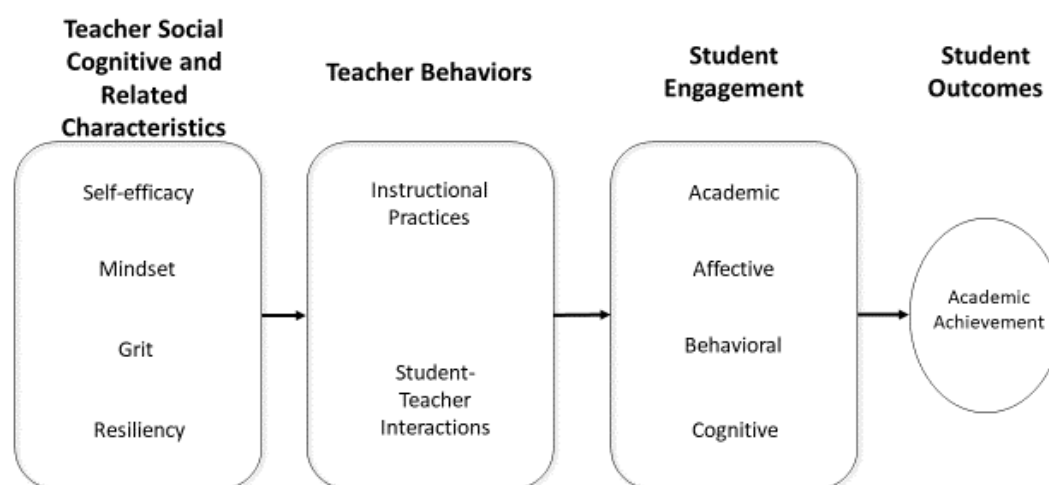 Teacher Social
Cognitive and
Related
Characteristics
Teacher Behaviors
Student
Engagement
Student
Outcomes
Self-efficacy
Mindset
Grit
Resiliency
Instructional
Practices
Student-
Teacher
Interactions
Academic
Affective
Behavioral
Cognitive
Academic
Achievement